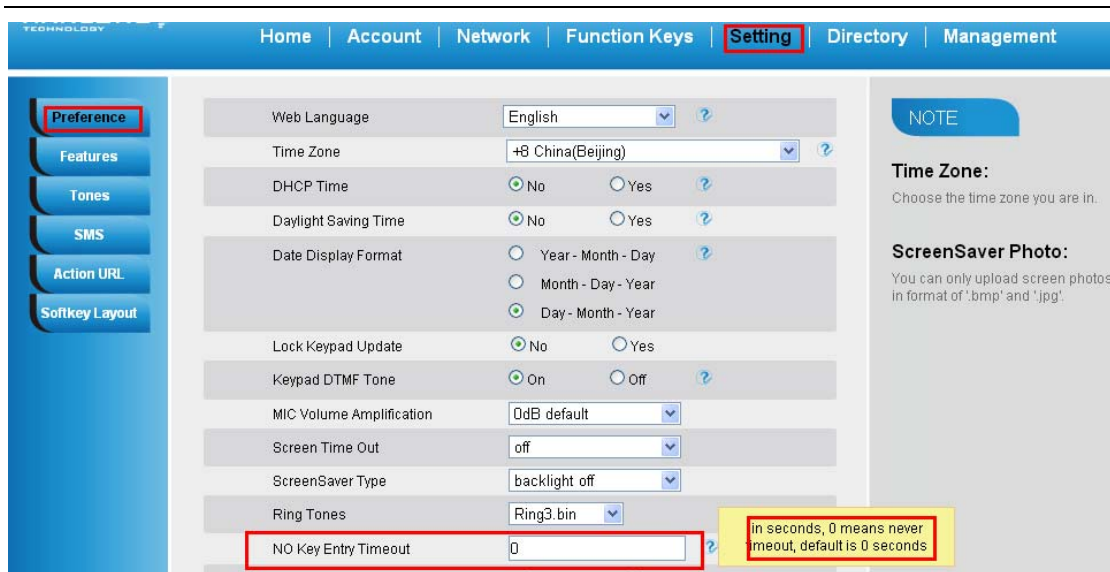 TECHNOLOGY
Home | Account | Network | Function Keys | Setting | Directory | Management
Preference
Features
Tones
SMS
Action URL
Softkey Layout
Web Language English
Time Zone +8 China(Beijing)
DHCP Time No Yes
Daylight Saving Time No Yes
Date Display Format Year - Month - Day
Month - Day - Year
Day - Month - Year
Lock Keypad Update No Yes
Keypad DTMF Tone On Off
MIC Volume Amplification 0dB default
Screen Time Out off
ScreenSaver Type backlight off
Ring Tones Ring3.bin
NO Key Entry Timeout 0
in seconds, 0 means never
timeout, default is 0 seconds
NOTE
Time Zone:
Choose the time zone you are in.
ScreenSaver Photo:
You can only upload screen photos
in format of '.bmp' and '.jpg'.